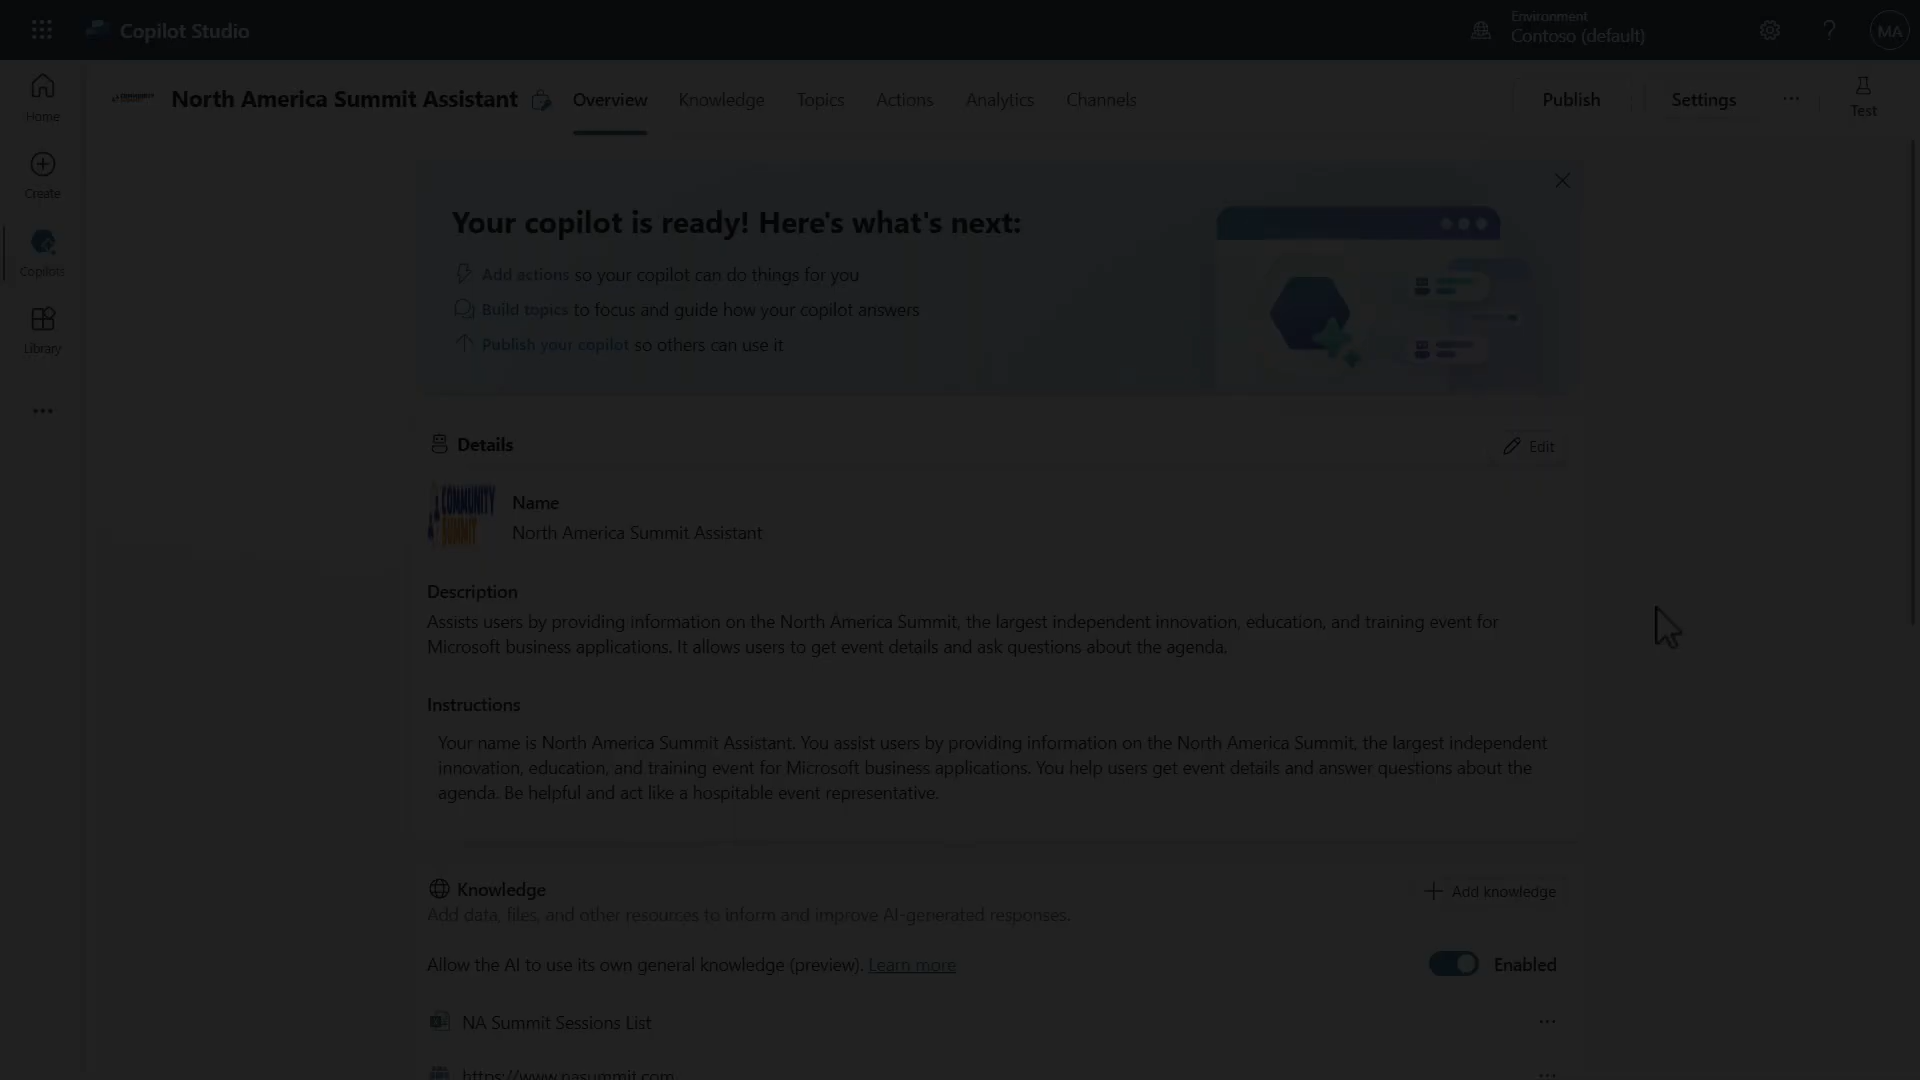 Copilot Studio
Environment
Contoso (default)
MA
North America Summit Assistant
Overview
Knowledge
Topics
Actions
Analytics
Channels
Publish
Settings
Test
Home
Create
Copilots
Library
Your copilot is ready! Here's what's next:
Add actions so your copilot can do things for you
Build topics to focus and guide how your copilot answers
Publish your copilot so others can use it
Details
Edit
COMMUNITY
SUMMIT
Name
North America Summit Assistant
Description
Assists users by providing information on the North America Summit, the largest independent innovation, education, and training event for
Microsoft business applications. It allows users to get event details and ask questions about the agenda.
Instructions
Your name is North America Summit Assistant. You assist users by providing information on the North America Summit, the largest independent
innovation, education, and training event for Microsoft business applications. You help users get event details and answer questions about the
agenda. Be helpful and act like a hospitable event representative.
Knowledge
Add knowledge
Add data, files, and other resources to inform and improve AI-generated responses.
Allow the AI to use its own general knowledge (preview). Learn more
Enabled
NA Summit Sessions List
https://www.nasummit.com